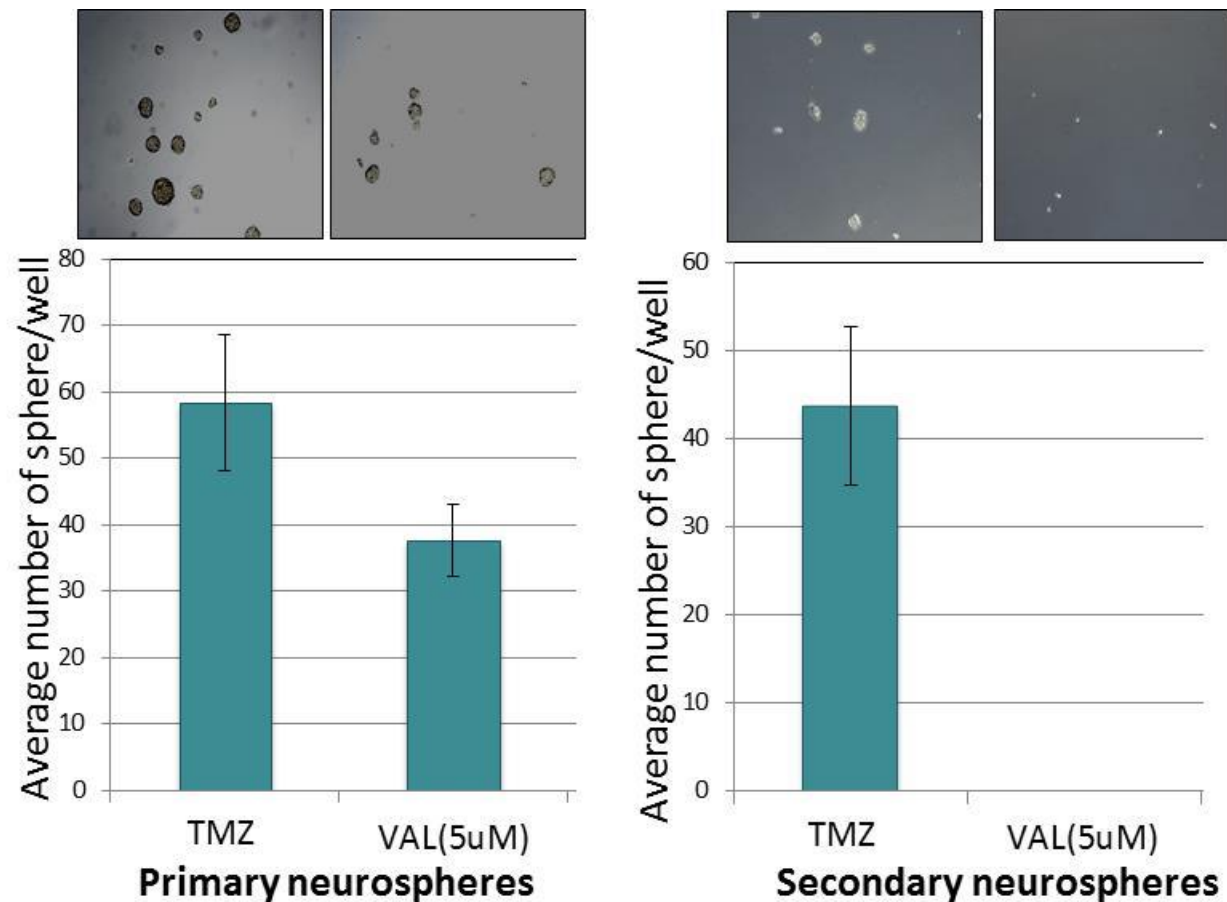 Average number of sphere/well
80
70
60
50
40
30
20
10
0
TMZ
VAL(5uM)
Primary neurospheres
Average number of sphere/well
60
50
40
30
20
10
0
TMZ
VAL(5uM)
Secondary neurospheres